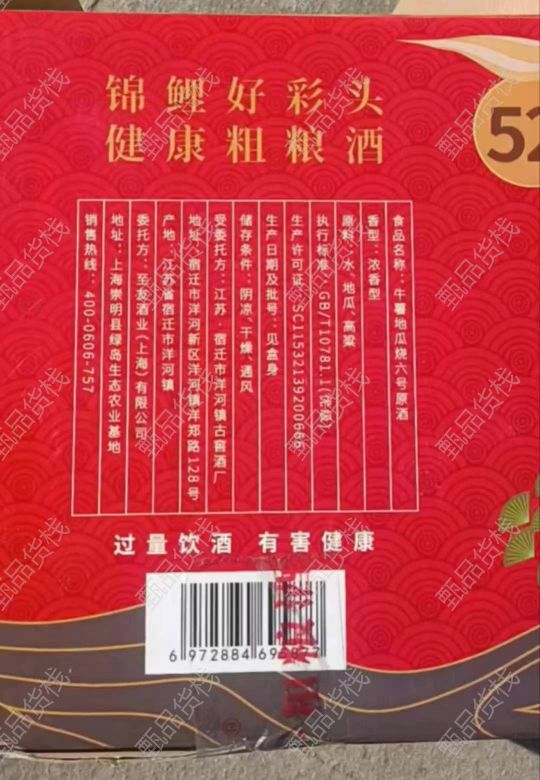 锦鲤好彩头
健康粗粮酒
52
食品名称：牛薯地瓜烧六号原酒
香型：浓香型
原料：水、地瓜、高粱
执行标准：GB/T10781.1(优级)
生产许可证：SC11532139200666
生产日期及批号：见盒身
储存条件：阴凉、干燥、通风
受委托方：江苏·宿迁市洋河镇古窖酒厂
地址：宿迁市洋河新区洋河镇洋郑路128号
产地：江苏省宿迁市洋河镇
委托方：至友酒业（上海）有限公司
地址：上海崇明县绿岛生态农业基地
销售热线：400-0606-757
过量饮酒 有害健康
6 972884 695877
甄品货栈